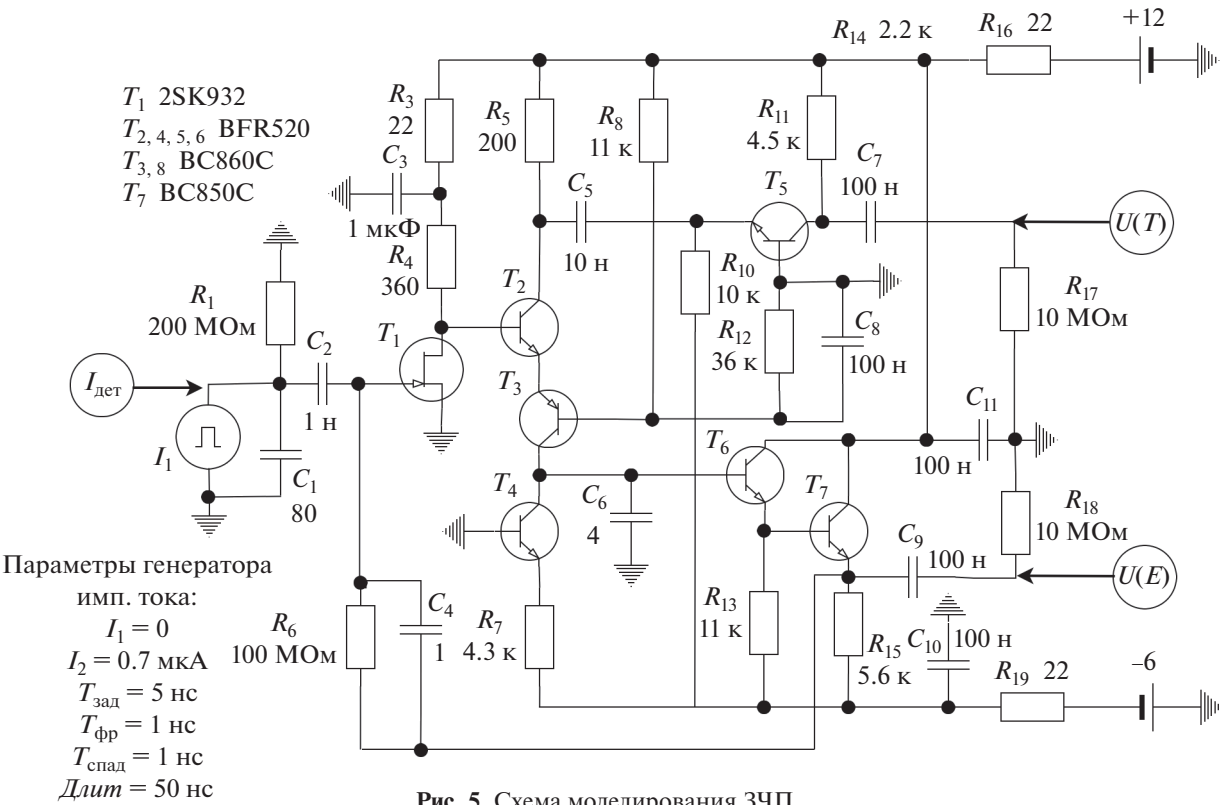 R14 2.2 к
R16 22
+12
T1 2SK932
T2, 4, 5, 6 BFR520
T3, 8 BC860C
T7 BC850C
R3
22
C3
1 мкФ
R4
360
R5
200
R8
11 к
R11
4.5 к
C7
100 н
T5
C5
10 н
U(T)
R10
10 к
R12
36 к
C8
100 н
R17
10 МОм
R1
200 МОм
C2
1 н
T1
T2
T3
Iдет
I1
C1
80
C11
100 н
T6
T7
T4
C6
4
R18
10 МОм
C9
100 н
U(E)
Параметры генератора
имп. тока:
I1 = 0
I2 = 0.7 мкА
Tзад = 5 нс
Tфр = 1 нс
Tспад = 1 нс
Длит = 50 нс
R6
100 МОм
C4
1
R7
4.3 к
R13
11 к
R15
5.6 к
C10
100 н
R19 22
–6
Рис. 5. Схема моделирования ЗЧП